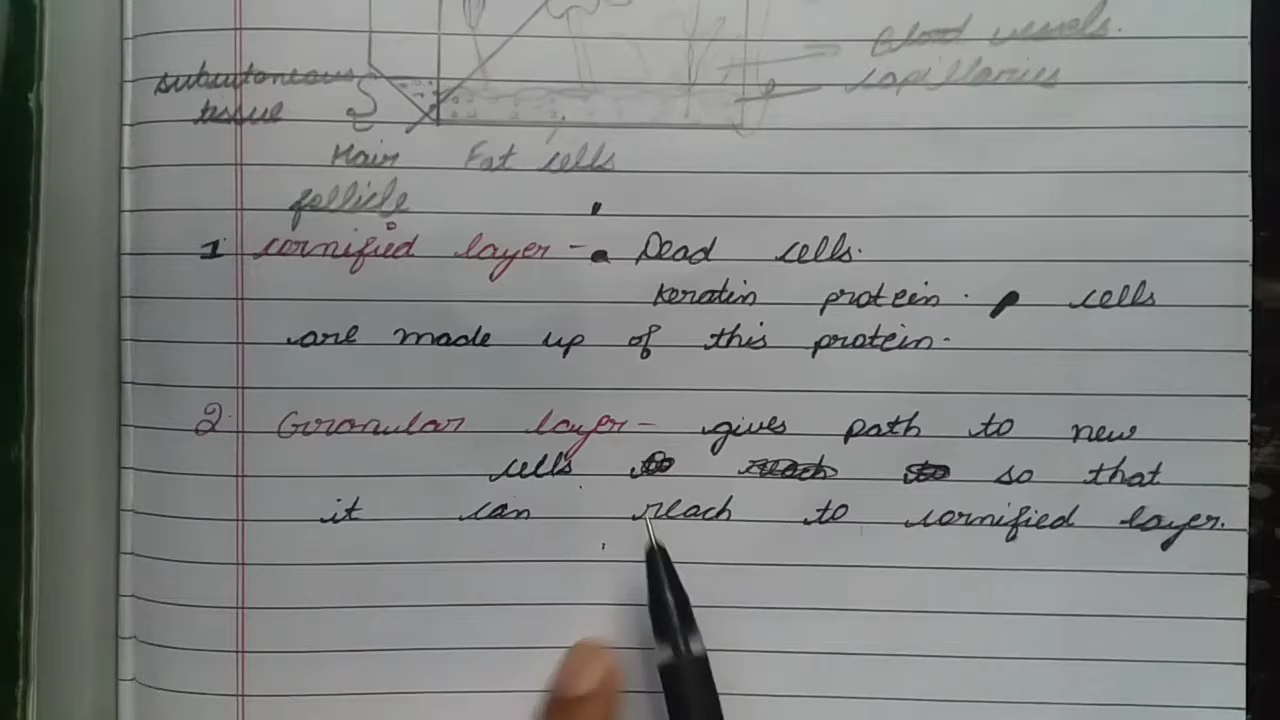 Blood vessels.
capillaries
subcutaneous
tissue
Hair Fat cells
follicle
1 cornified layer - Dead cells.
Keratin protein. cells
are made up of this protein.
2. Granular layer - gives path to new
cells so that
it can reach to cornified layer.